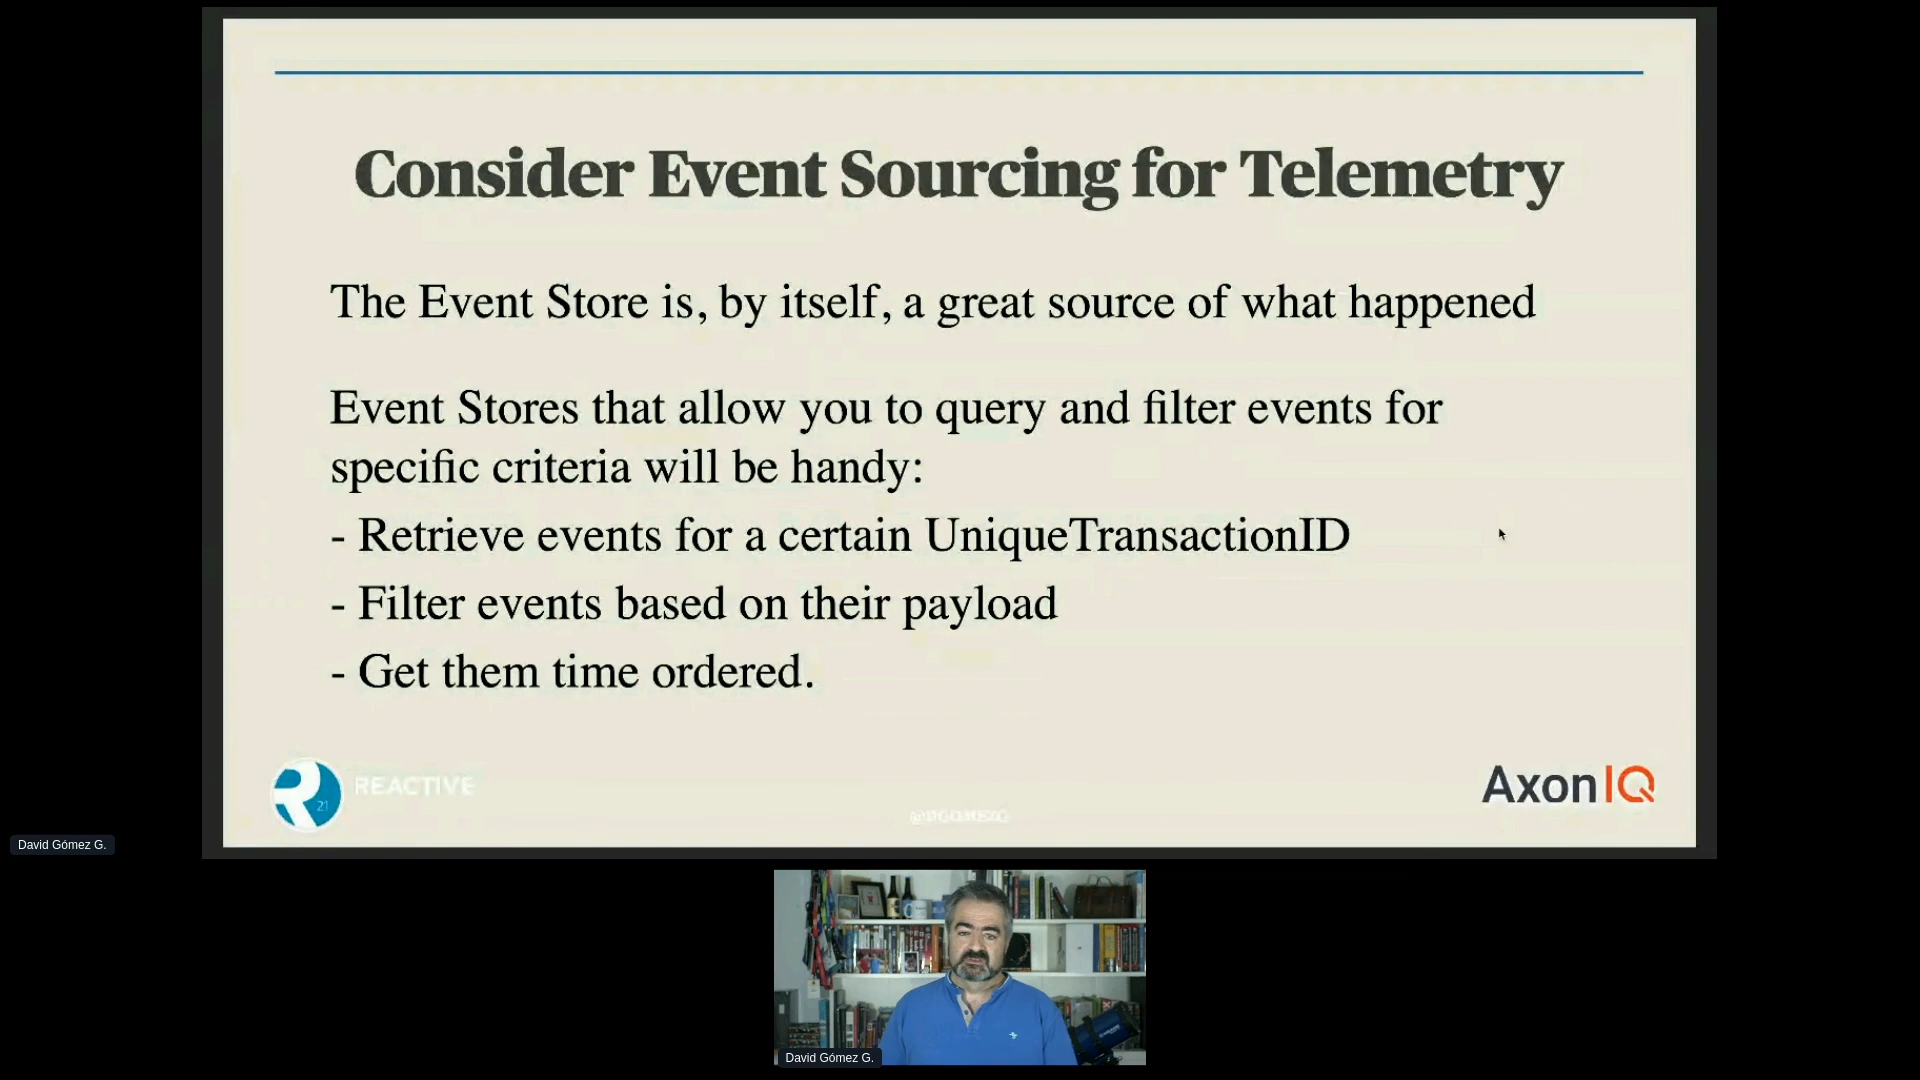 Consider Event Sourcing for Telemetry
The Event Store is, by itself, a great source of what happened
Event Stores that allow you to query and filter events for
specific criteria will be handy:
- Retrieve events for a certain UniqueTransactionID
- Filter events based on their payload
- Get them time ordered.
R 21 REACTIVE
@DGOMEZG
AxonIQ
David Gómez G.
David Gómez G.